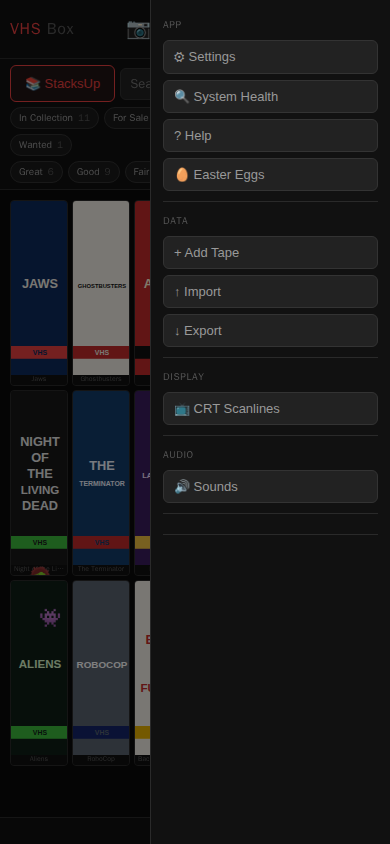 VHS Box
StacksUp
Sea
In Collection 11
For Sale
Wanted 1
Great 6
Good 9
Fair
JAWS
VHS
Jaws
GHOSTBUSTERS
VHS
Ghostbusters
A
NIGHT
OF
THE
LIVING
DEAD
VHS
THE
TERMINATOR
VHS
The Terminator
LA
ALIENS
VHS
Aliens
ROBOCOP
VHS
RoboCop
APP
Settings
System Health
? Help
Easter Eggs
DATA
+ Add Tape
↑ Import
↓ Export
DISPLAY
CRT Scanlines
AUDIO
Sounds